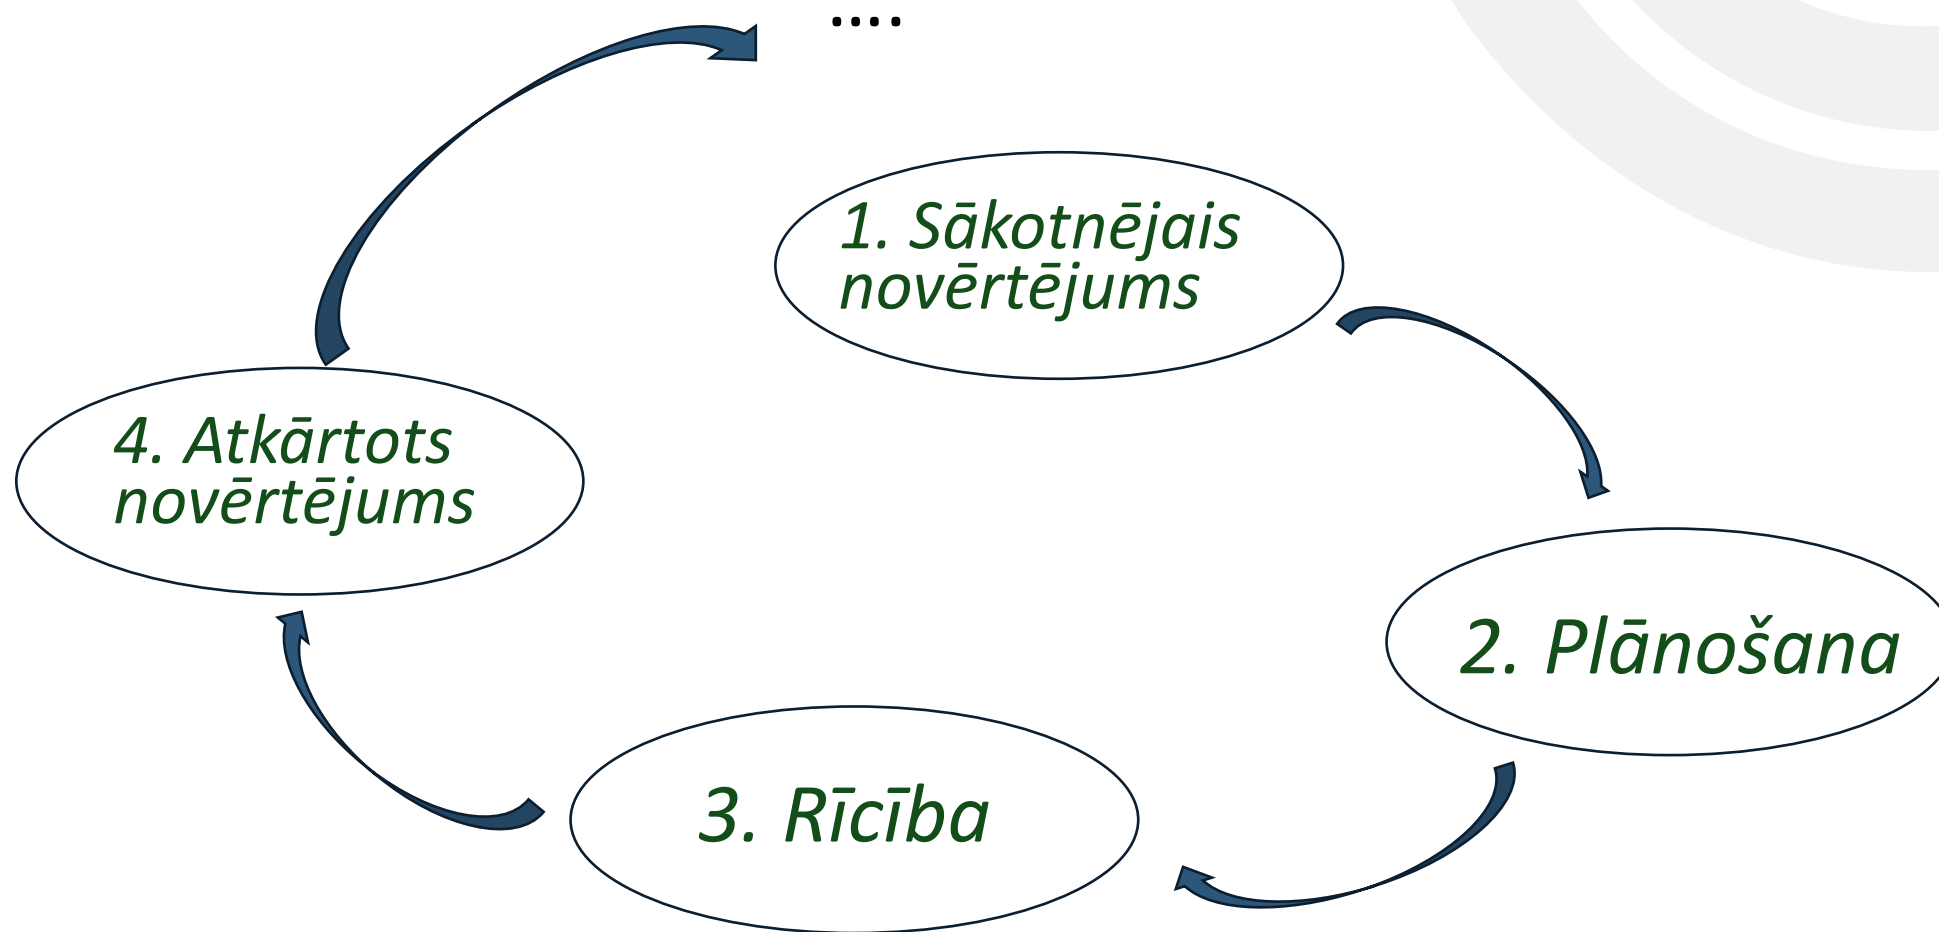 ....
1. Sākotnējais
novērtējums
2. Plānošana
3. Rīcība
4. Atkārtots
novērtējums